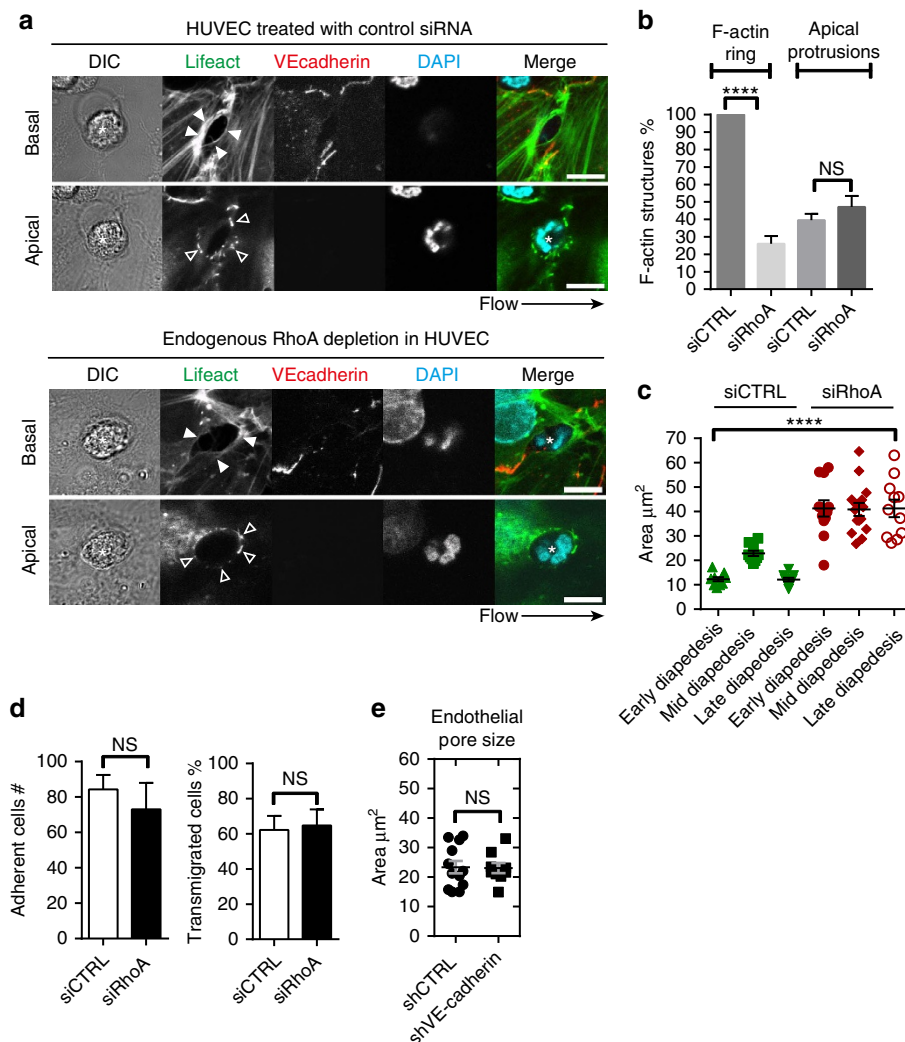 a
HUVEC treated with control siRNA
DIC Lifeact VEcadherin DAPI Merge
Basal
*
Apical
* *
Flow
Endogenous RhoA depletion in HUVEC
DIC Lifeact VEcadherin DAPI Merge
Basal
*
Apical
* *
Flow
b
F-actin ring
Apical protrusions
****
NS
F-actin structures %
100
90
80
70
60
50
40
30
20
10
0
siCTRL siRhoA siCTRL siRhoA
c
siCTRL siRhoA
****
Area µm²
70
60
50
40
30
20
10
0
Early diapedesis Mid diapedesis Late diapedesis Early diapedesis Mid diapedesis Late diapedesis
d
NS
Adherent cells #
100
80
60
40
20
0
siCTRL siRhoA
NS
Transmigrated cells %
100
80
60
40
20
0
siCTRL siRhoA
e
Endothelial
pore size
NS
Area µm²
60
50
40
30
20
10
0
shCTRL shVE-cadherin